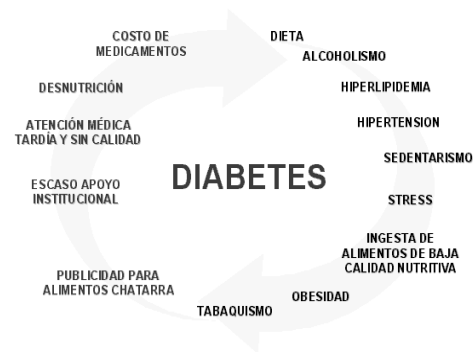 COSTO DE
MEDICAMENTOS
DIETA
ALCOHOLISMO
DESNUTRICIÓN
HIPERLIPIDEMIA
ATENCIÓN MÉDICA
TARDÍA Y SIN CALIDAD
HIPERTENSION
SEDENTARISMO
DIABETES
ESCASO APOYO
INSTITUCIONAL
STRESS
INGESTA DE
ALIMENTOS DE BAJA
CALIDAD NUTRITIVA
PUBLICIDAD PARA
ALIMENTOS CHATARRA
OBESIDAD
TABAQUISMO